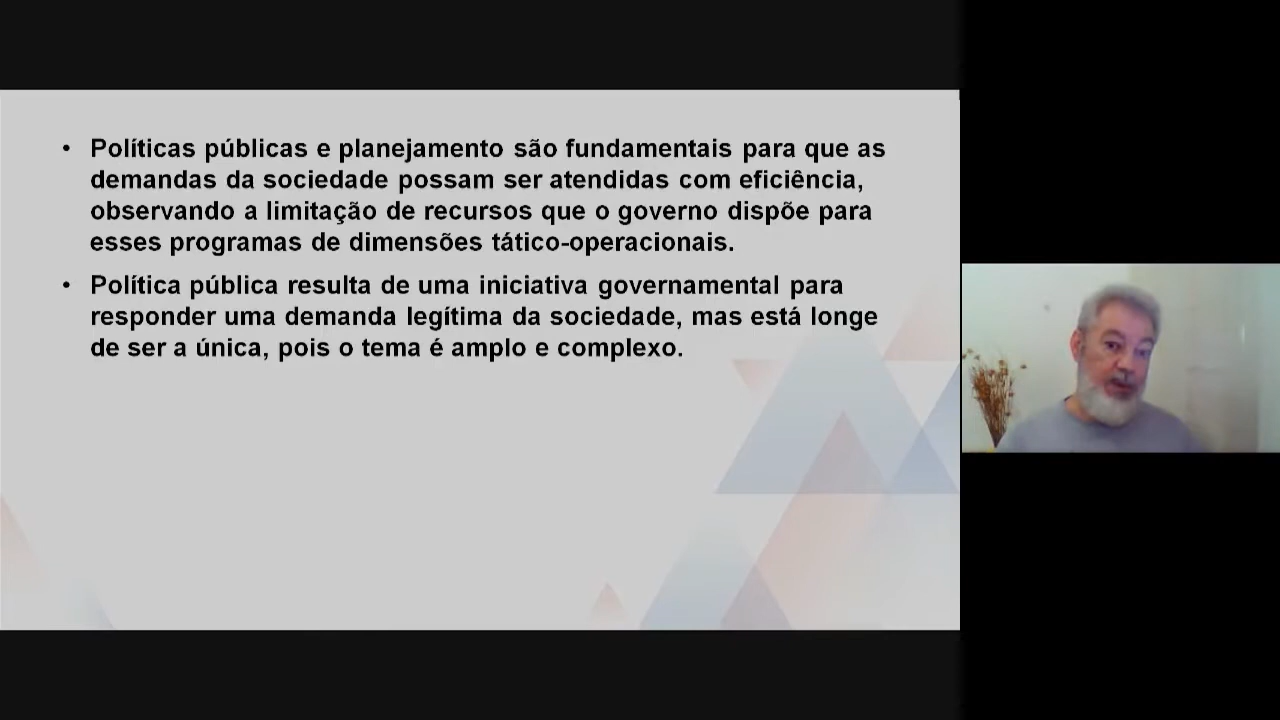 • Políticas públicas e planejamento são fundamentais para que as
demandas da sociedade possam ser atendidas com eficiência,
observando a limitação de recursos que o governo dispõe para
esses programas de dimensões tático-operacionais.
• Política pública resulta de uma iniciativa governamental para
responder uma demanda legítima da sociedade, mas está longe
de ser a única, pois o tema é amplo e complexo.